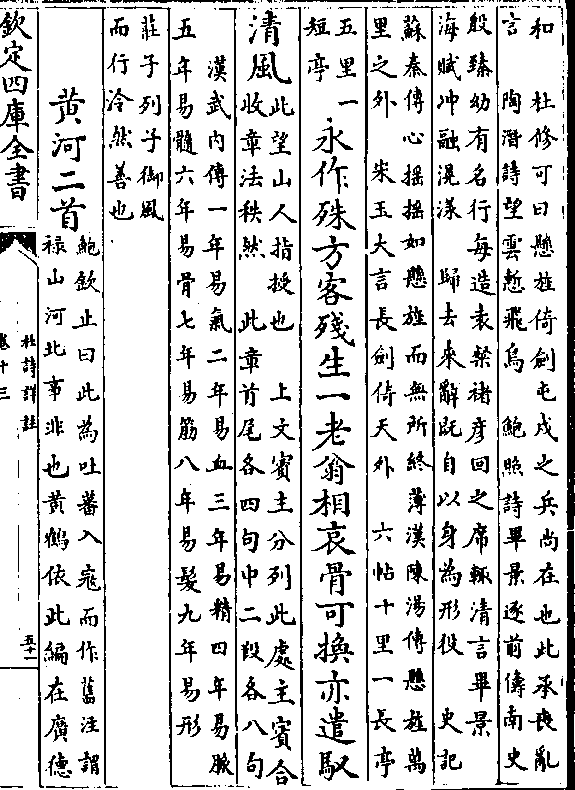 和　杜修可曰懸旌倚劍屯戍之兵尚在也此承喪亂
言　陶潛詩望雲慙飛鳥　鮑照詩畢景逐前儔南史
殷臻幼有名行每造袁粲褚彦回之席輒清言畢景
海賦冲融滉漾　歸去來辭既自以身為形役　史記
蘇秦傳心揺揺如懸旌而無所終薄漢陳湯傳懸旌萬
里之外　宋玉大言長劍倚天外　六帖十里一長亭
五里一
短亭
永作殊方客殘生一老翁相哀骨可換亦遣馭
清風
此望山人指授也　上文賓主分列此處主賓合
收章法秩然　此章首尾各四句中二段各八句
漢武内傳一年易氣二年易血三年易精四年易脈
五年易髓六年易骨七年易筋八年易髮九年易形
莊子列子御風
而行泠然善也
黄河二首
鮑欽止曰此為吐蕃入寇而作舊注謂
祿山河北事非也黄鶴依此編在廣德
欽定四庫全書
杜詩詳註
卷十三
五十一